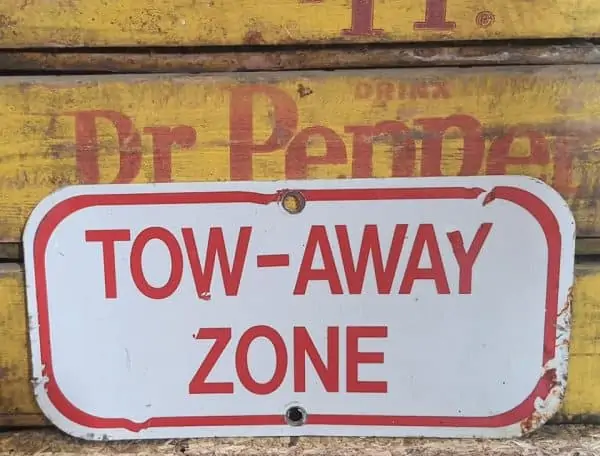 DRINK
Dr Pepper
TOW-AWAY
ZONE